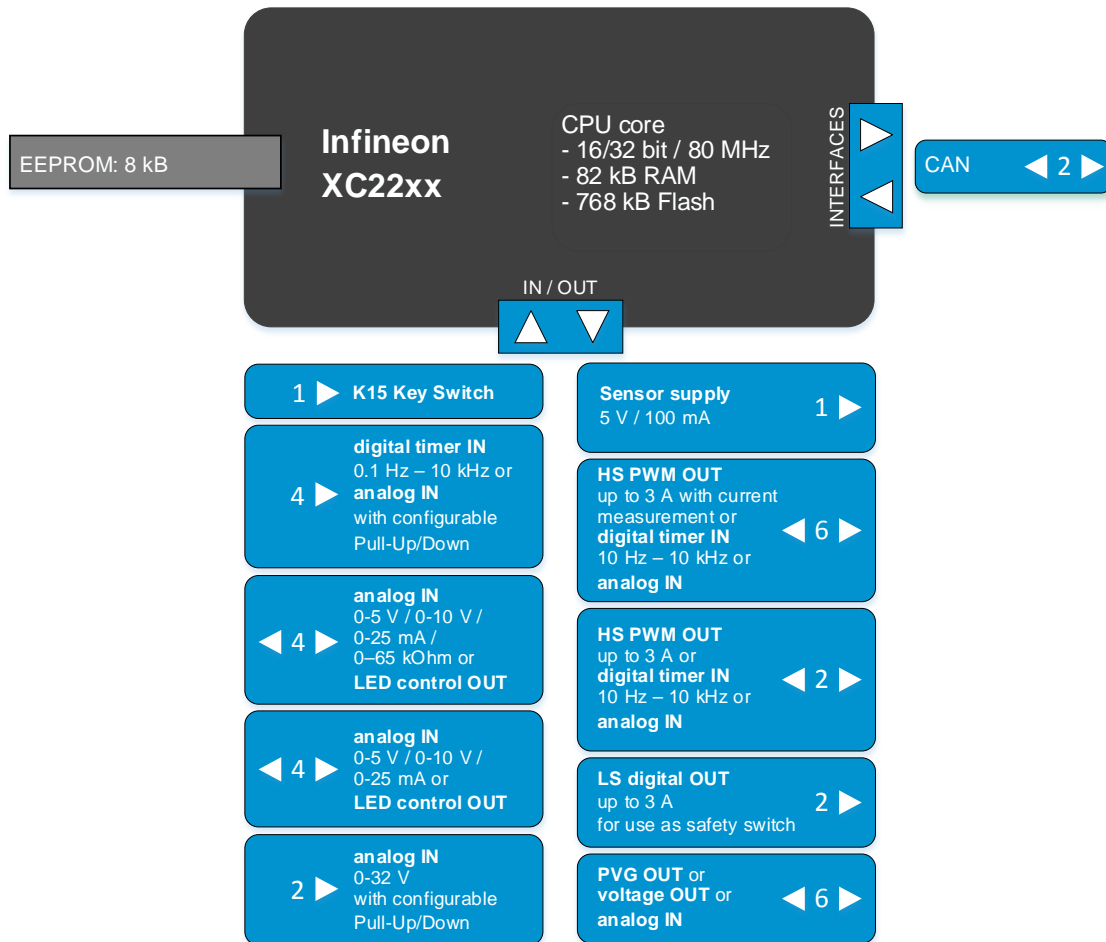 EEPROM: 8 kB
Infineon
XC22xx
CPU core
- 16/32 bit / 80 MHz
- 82 kB RAM
- 768 kB Flash
INTERFACES
CAN
2
IN / OUT
1
K15 Key Switch
4
digital timer IN
0.1 Hz – 10 kHz or
analog IN
with configurable
Pull-Up/Down
4
analog IN
0-5 V / 0-10 V /
0-25 mA /
0–65 kOhm or
LED control OUT
4
analog IN
0-5 V / 0-10 V /
0-25 mA or
LED control OUT
2
analog IN
0-32 V
with configurable
Pull-Up/Down
Sensor supply
5 V / 100 mA
1
HS PWM OUT
up to 3 A with current
measurement or
digital timer IN
10 Hz – 10 kHz or
analog IN
6
HS PWM OUT
up to 3 A or
digital timer IN
10 Hz – 10 kHz or
analog IN
2
LS digital OUT
up to 3 A
for use as safety switch
2
PVG OUT or
voltage OUT or
analog IN
6